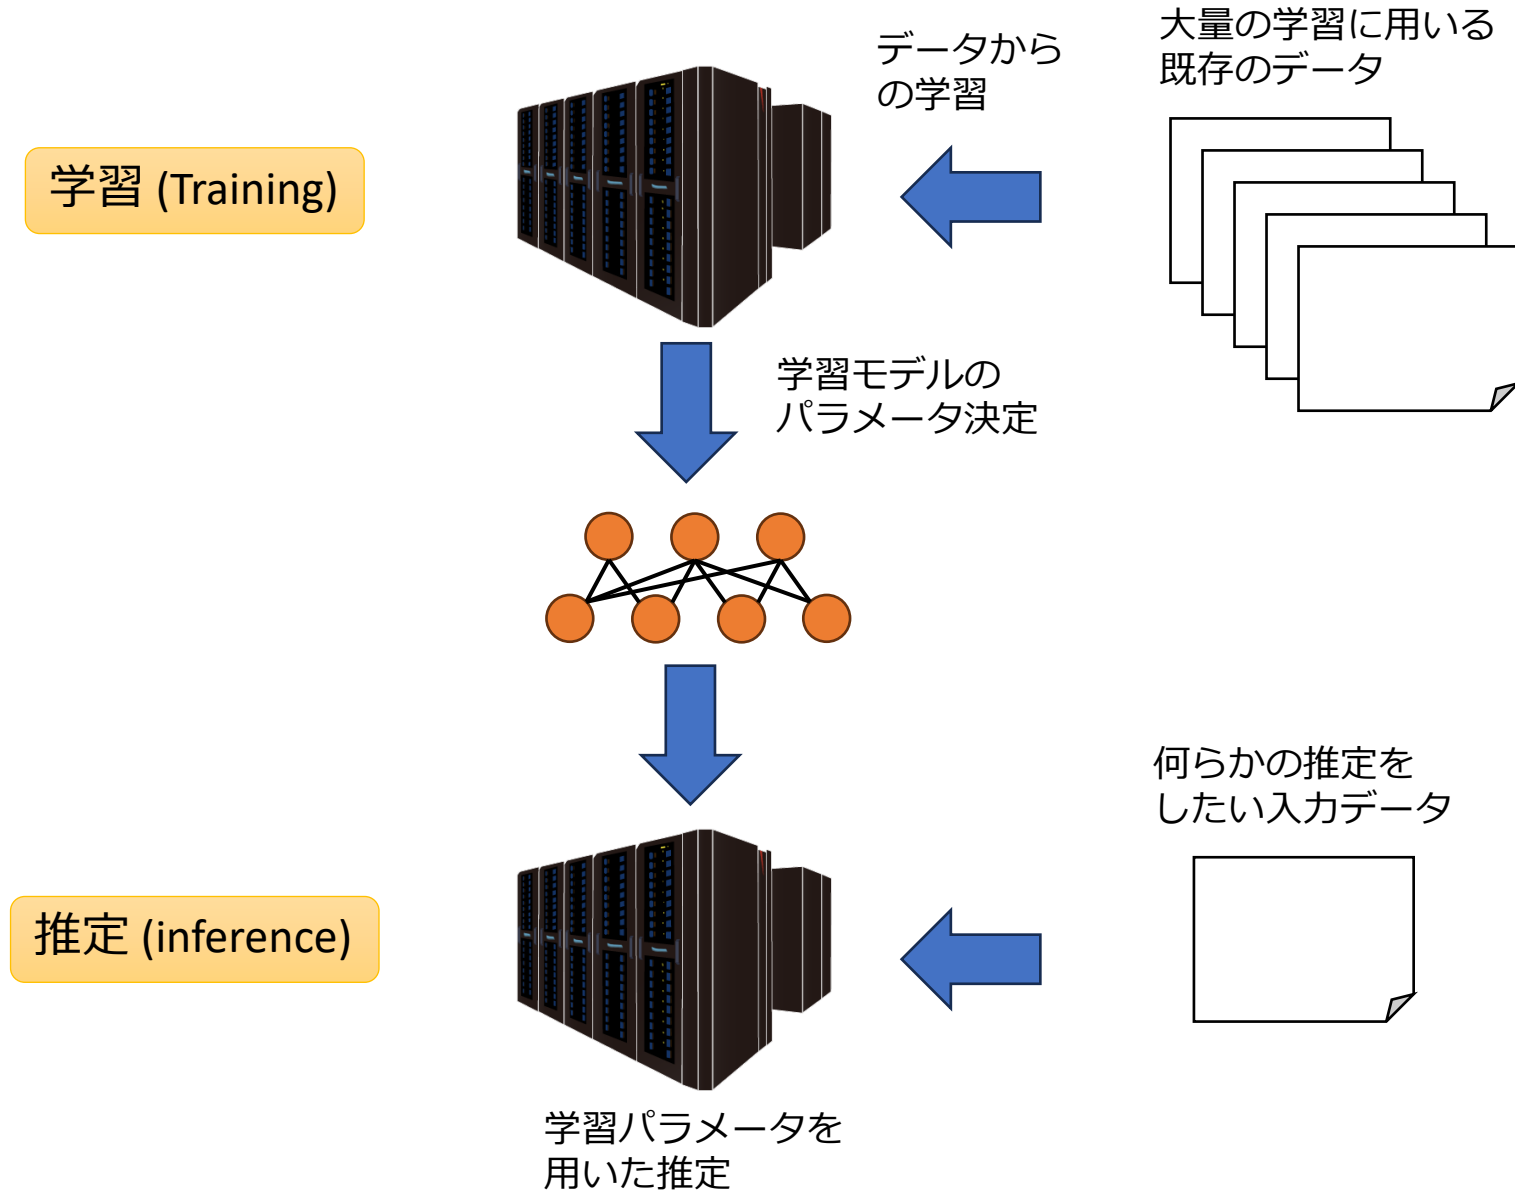 大量の学習に用いる
既存のデータ
データから
の学習
学習 (Training)
学習モデルの
パラメータ決定
何らかの推定を
したい入力データ
推定 (inference)
学習パラメータを
用いた推定